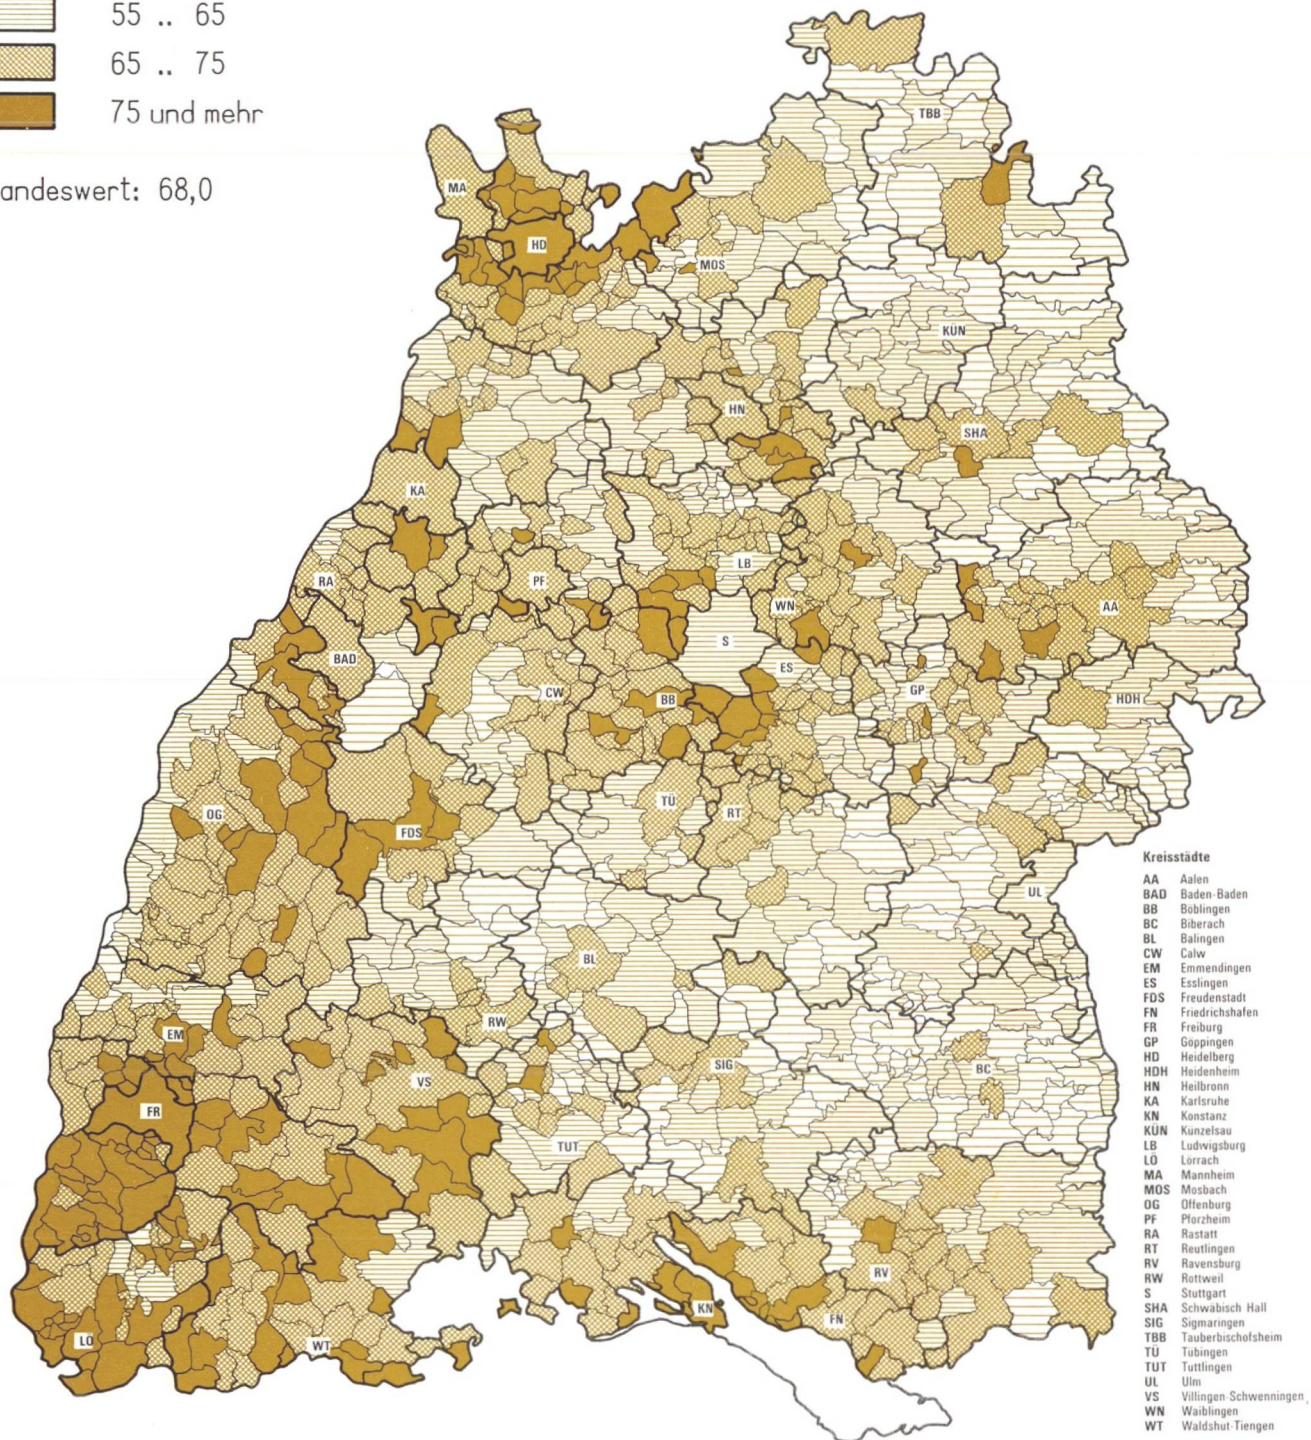 55 .. 65
65 .. 75
75 und mehr
andeswert: 68,0
TBB
MA
HD
MOS
KÜN
HN
SHA
KA
LB
RA
PF
WN
AA
S
BAD
ES
CW
BB
GP
HDH
OG
TÜ
RT
FDS
UL
BL
RW
EM
SIG
BC
VS
FR
TUT
RV
KN
FN
LÖ
WT
Kreisstädte
AA Aalen
BAD Baden-Baden
BB Böblingen
BC Biberach
BL Balingen
CW Calw
EM Emmendingen
ES Esslingen
FDS Freudenstadt
FN Friedrichshafen
FR Freiburg
GP Göppingen
HD Heidelberg
HDH Heidenheim
HN Heilbronn
KA Karlsruhe
KN Konstanz
KÜN Künzelsau
LB Ludwigsburg
LÖ Lörrach
MA Mannheim
MOS Mosbach
OG Offenburg
PF Pforzheim
RA Rastatt
RT Reutlingen
RV Ravensburg
RW Rottweil
S Stuttgart
SHA Schwäbisch Hall
SIG Sigmaringen
TBB Tauberbischofsheim
TÜ Tübingen
TUT Tuttlingen
UL Ulm
VS Villingen-Schwenningen
WN Waiblingen
WT Waldshut-Tiengen